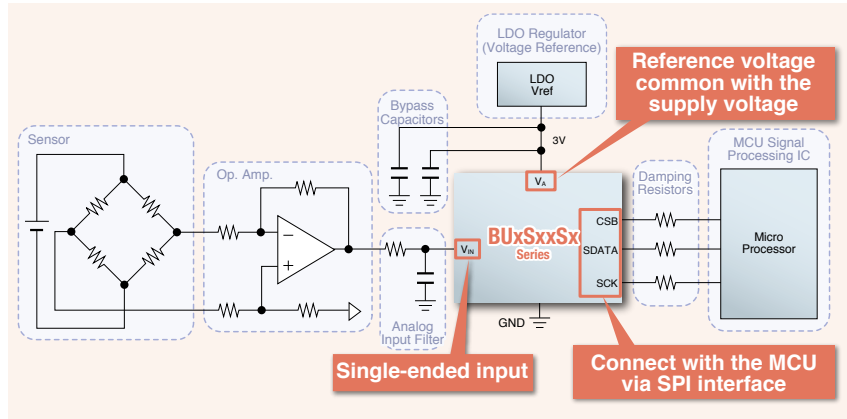 LDO Regulator
(Voltage Reference)
LDO
Vref
Reference voltage
common with the
supply voltage
Bypass
Capacitors
3V
Sensor
Op. Amp.
MCU Signal
Processing IC
Damping
Resistors
VA
BUxSxxSx
Series
CSB
SDATA
SCK
Micro
Processor
−
+
VIN
GND
Analog
Input Filter
Single-ended input
Connect with the MCU
via SPI interface